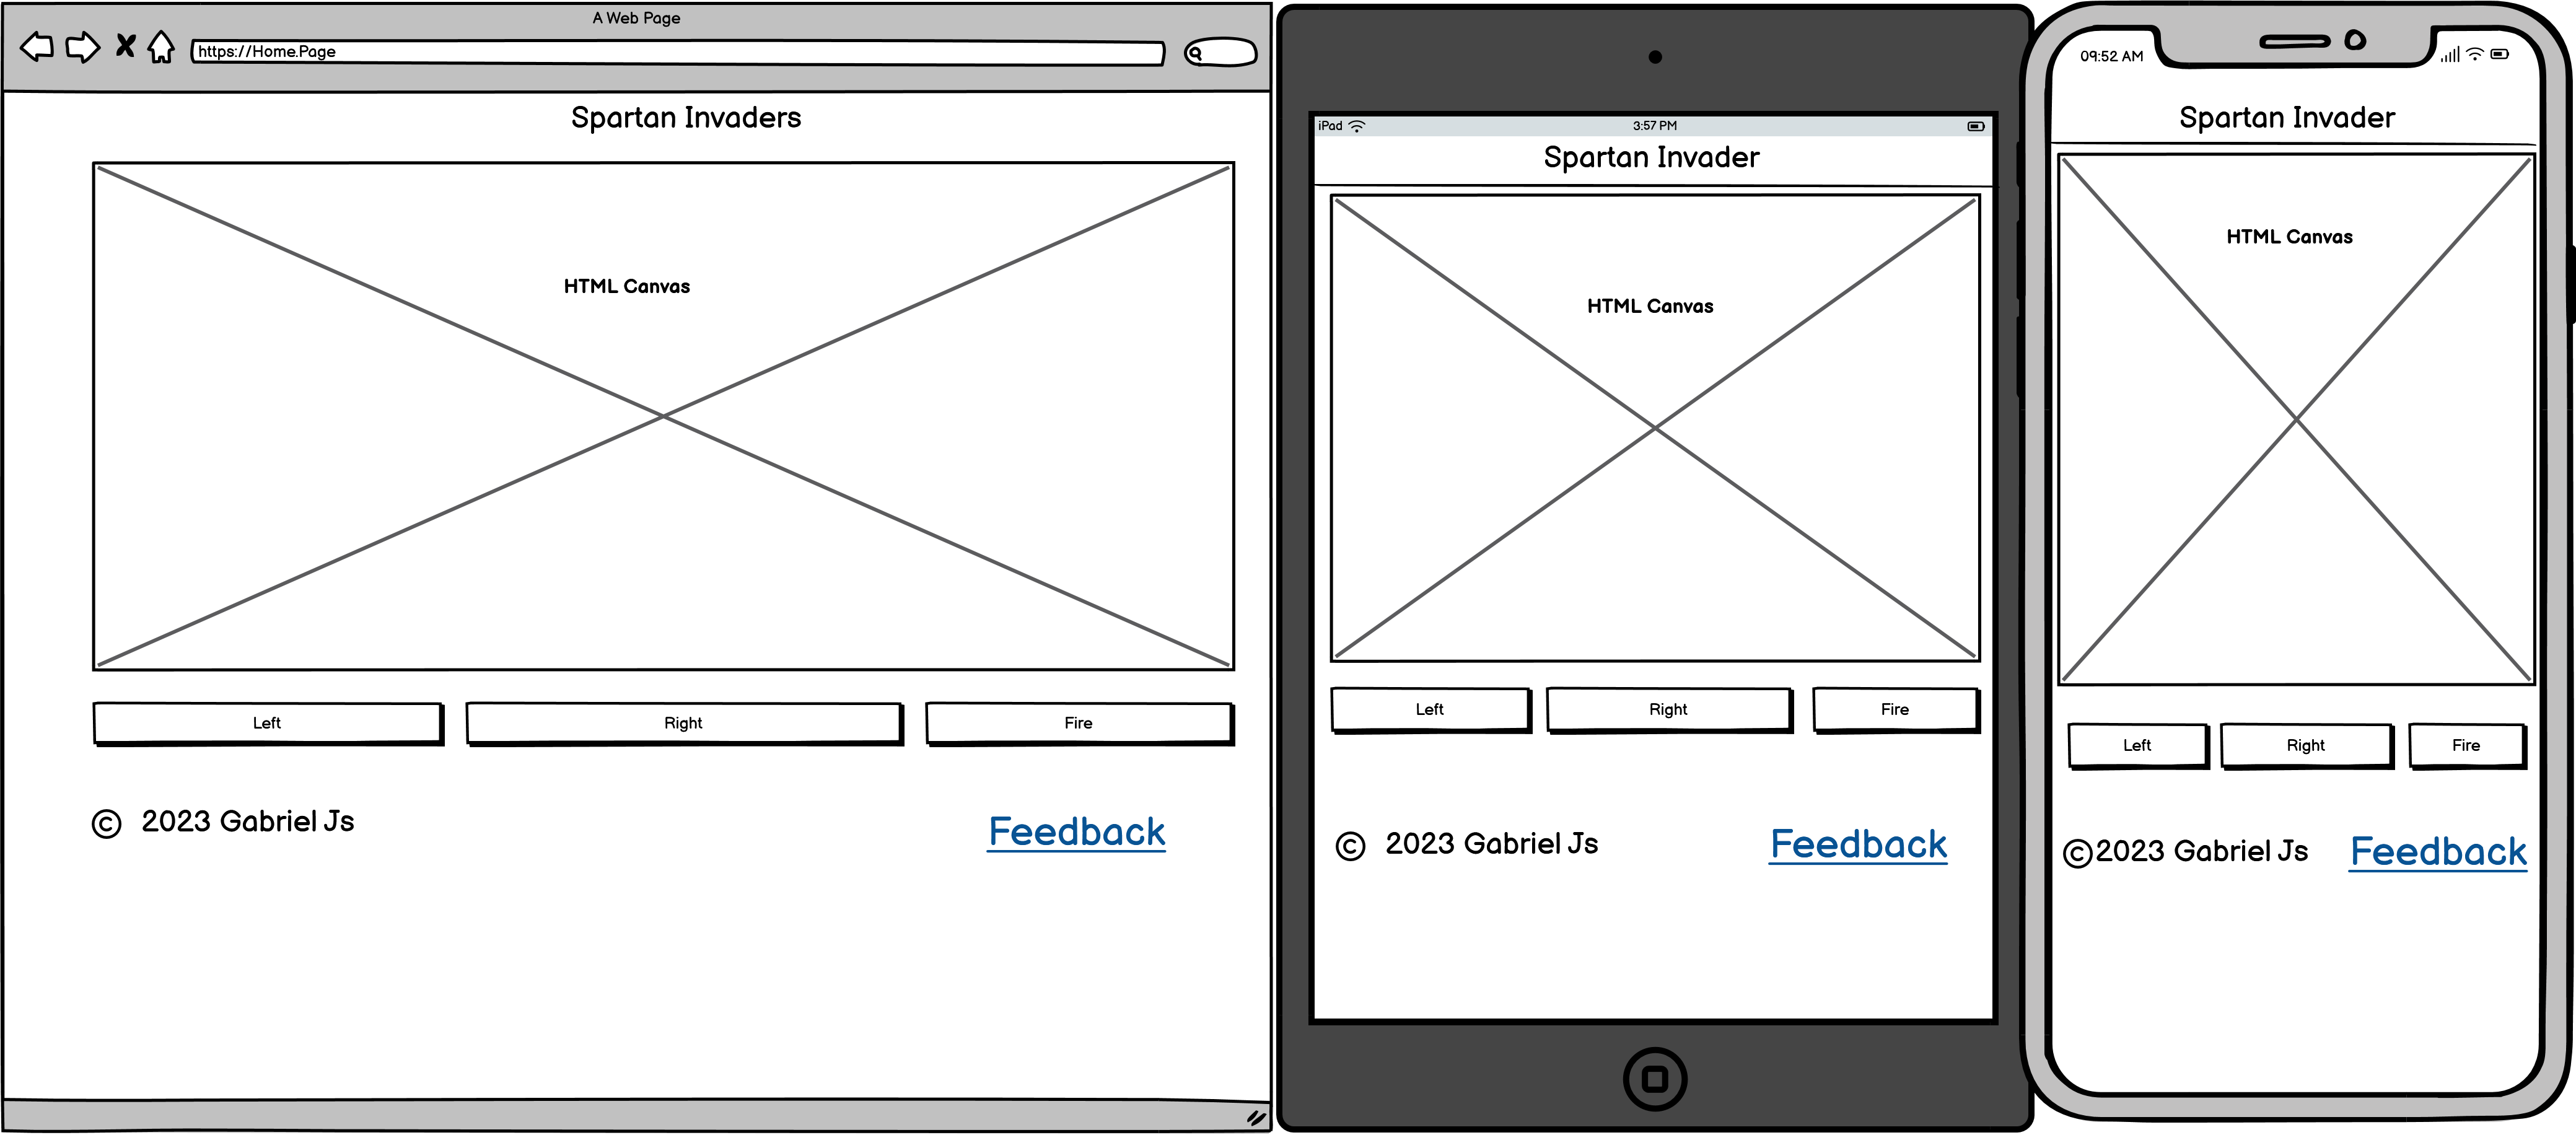 A Web Page
https://Home.Page
Spartan Invaders
HTML Canvas
Left Right Fire
© 2023 Gabriel Js Feedback
iPad 3:57 PM
Spartan Invader
HTML Canvas
Left Right Fire
© 2023 Gabriel Js Feedback
09:52 AM
Spartan Invader
HTML Canvas
Left Right Fire
©2023 Gabriel Js Feedback